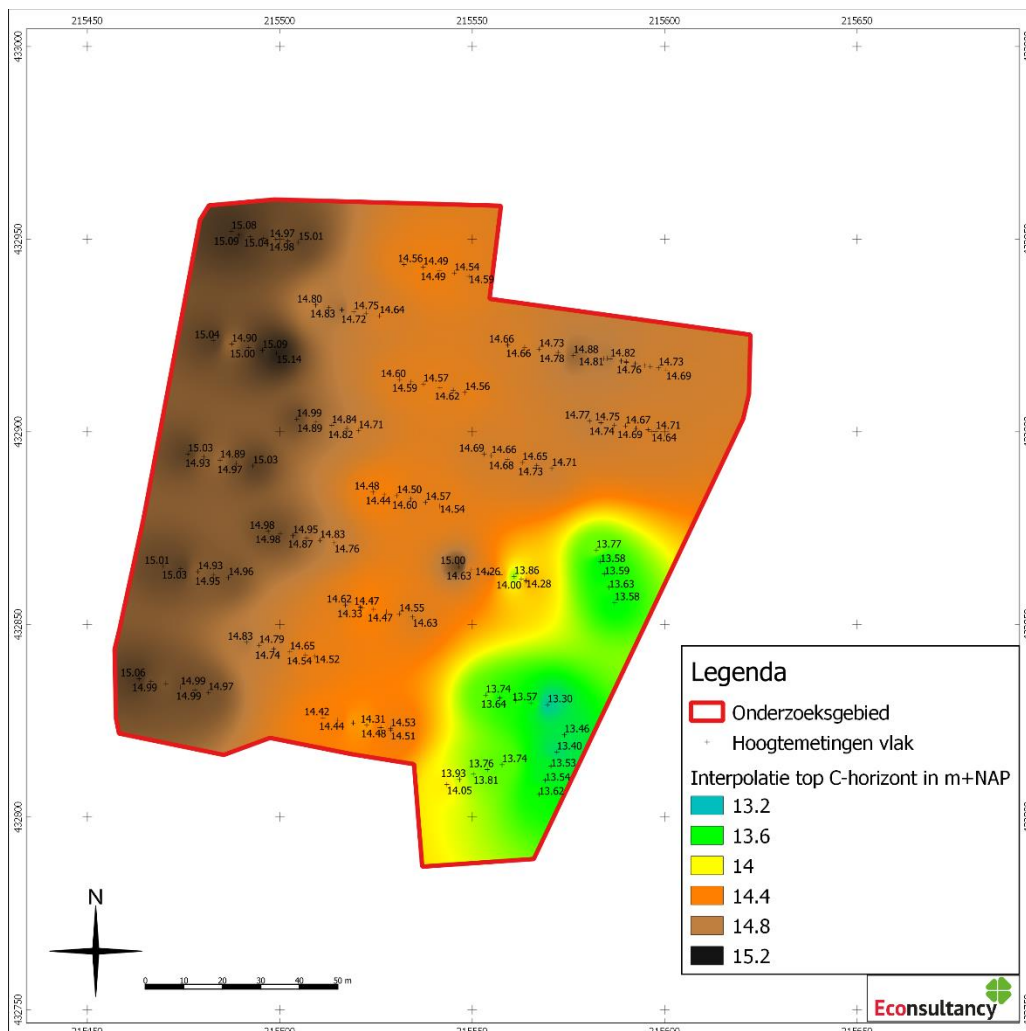 215450 215500 215550 215600 215650
433000
432950
432900
432850
432800
432750
15.08 14.97 15.01
15.09 15.04 14.98
14.56 14.49 14.54
14.49 14.59
14.80 14.75 14.64
14.83 14.72
15.04 14.90 15.09
15.00 15.14
14.66 14.73 14.88 14.82 14.73
14.66 14.78 14.81 14.76 14.69
14.60 14.57 14.56
14.59 14.62
14.99 14.84 14.71
14.89 14.82
14.77 14.75 14.67 14.71
14.74 14.69 14.64
15.03 14.89 15.03
14.93 14.97
14.69 14.66 14.65 14.71
14.68 14.73
14.48 14.50 14.57
14.44 14.60 14.54
14.98 14.95 14.83
14.98 14.87 14.76
13.77
13.58
13.59
13.63
13.58
15.01 14.93 14.96
15.03 14.95
15.00 14.26 13.86
14.63 14.00 14.28
14.62 14.47 14.55
14.33 14.47 14.63
14.83 14.79 14.65
14.74 14.54 14.52
15.06 14.99 14.97
14.99 14.99
13.74 13.57 13.30
13.64
14.42 14.31 14.53
14.44 14.48 14.51
13.46
13.40
13.53
13.54
13.62
13.93 13.76 13.74
14.05 13.81
Legenda
Onderzoeksgebied
Hoogtemetingen vlak
Interpolatie top C-horizont in m+NAP
13.2
13.6
14
14.4
14.8
15.2
N
0 10 20 30 40 50 m
Econsultancy
215450 215500 215550 215600 215650